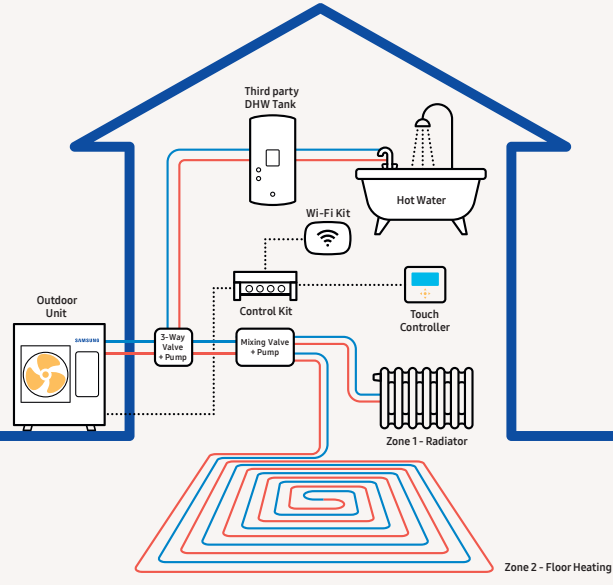 Third party
DHW Tank
Hot Water
Wi-Fi Kit
Control Kit
Touch
Controller
Outdoor
Unit
SAMSUNG
3-Way
Valve
+ Pump
Mixing Valve
+ Pump
Zone 1 - Radiator
Zone 2 - Floor Heating